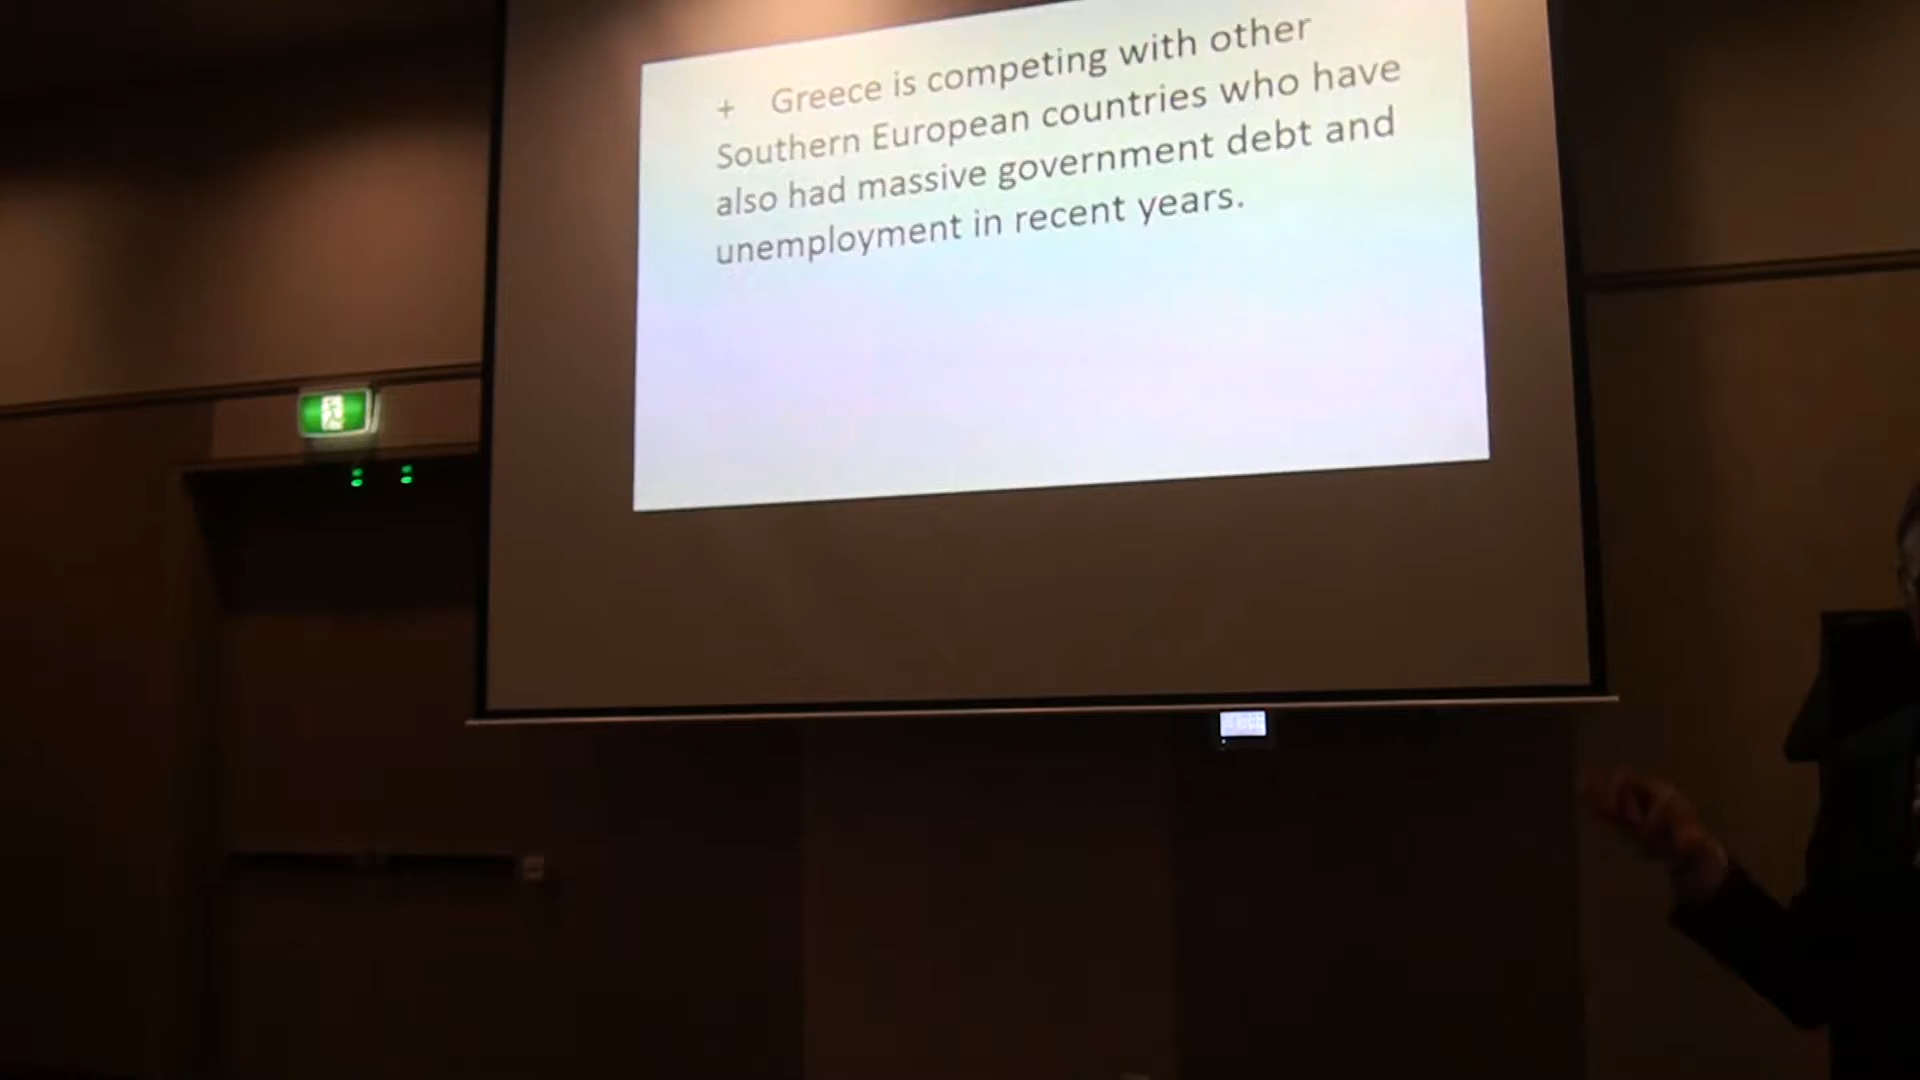 + Greece is competing with other
Southern European countries who have
also had massive government debt and
unemployment in recent years.